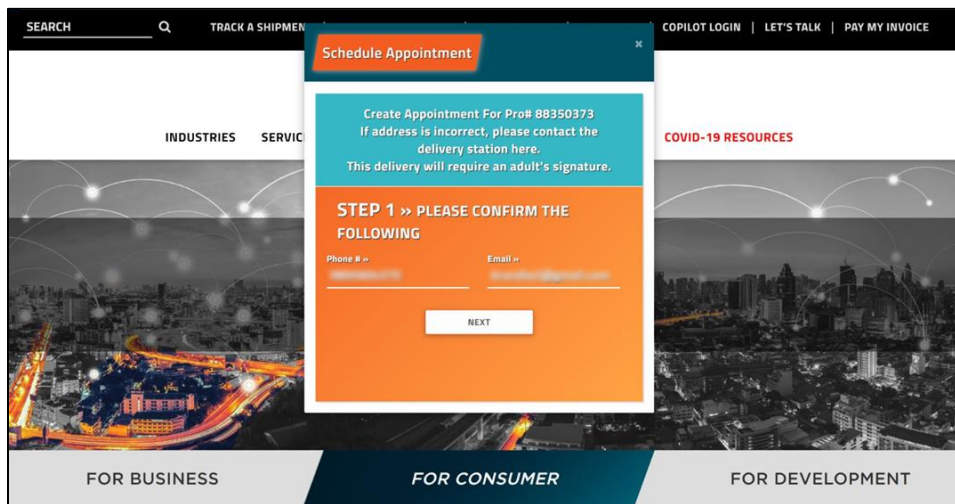 SEARCH
TRACK A SHIPMEN
COPILOT LOGIN | LET'S TALK | PAY MY INVOICE
Schedule Appointment
×
INDUSTRIES SERVIC
COVID-19 RESOURCES
Create Appointment For Pro# 88350373
If address is incorrect, please contact the
delivery station here.
This delivery will require an adult's signature.
STEP 1 » PLEASE CONFIRM THE
FOLLOWING
Phone # »
Email »
NEXT
FOR BUSINESS
FOR CONSUMER
FOR DEVELOPMENT